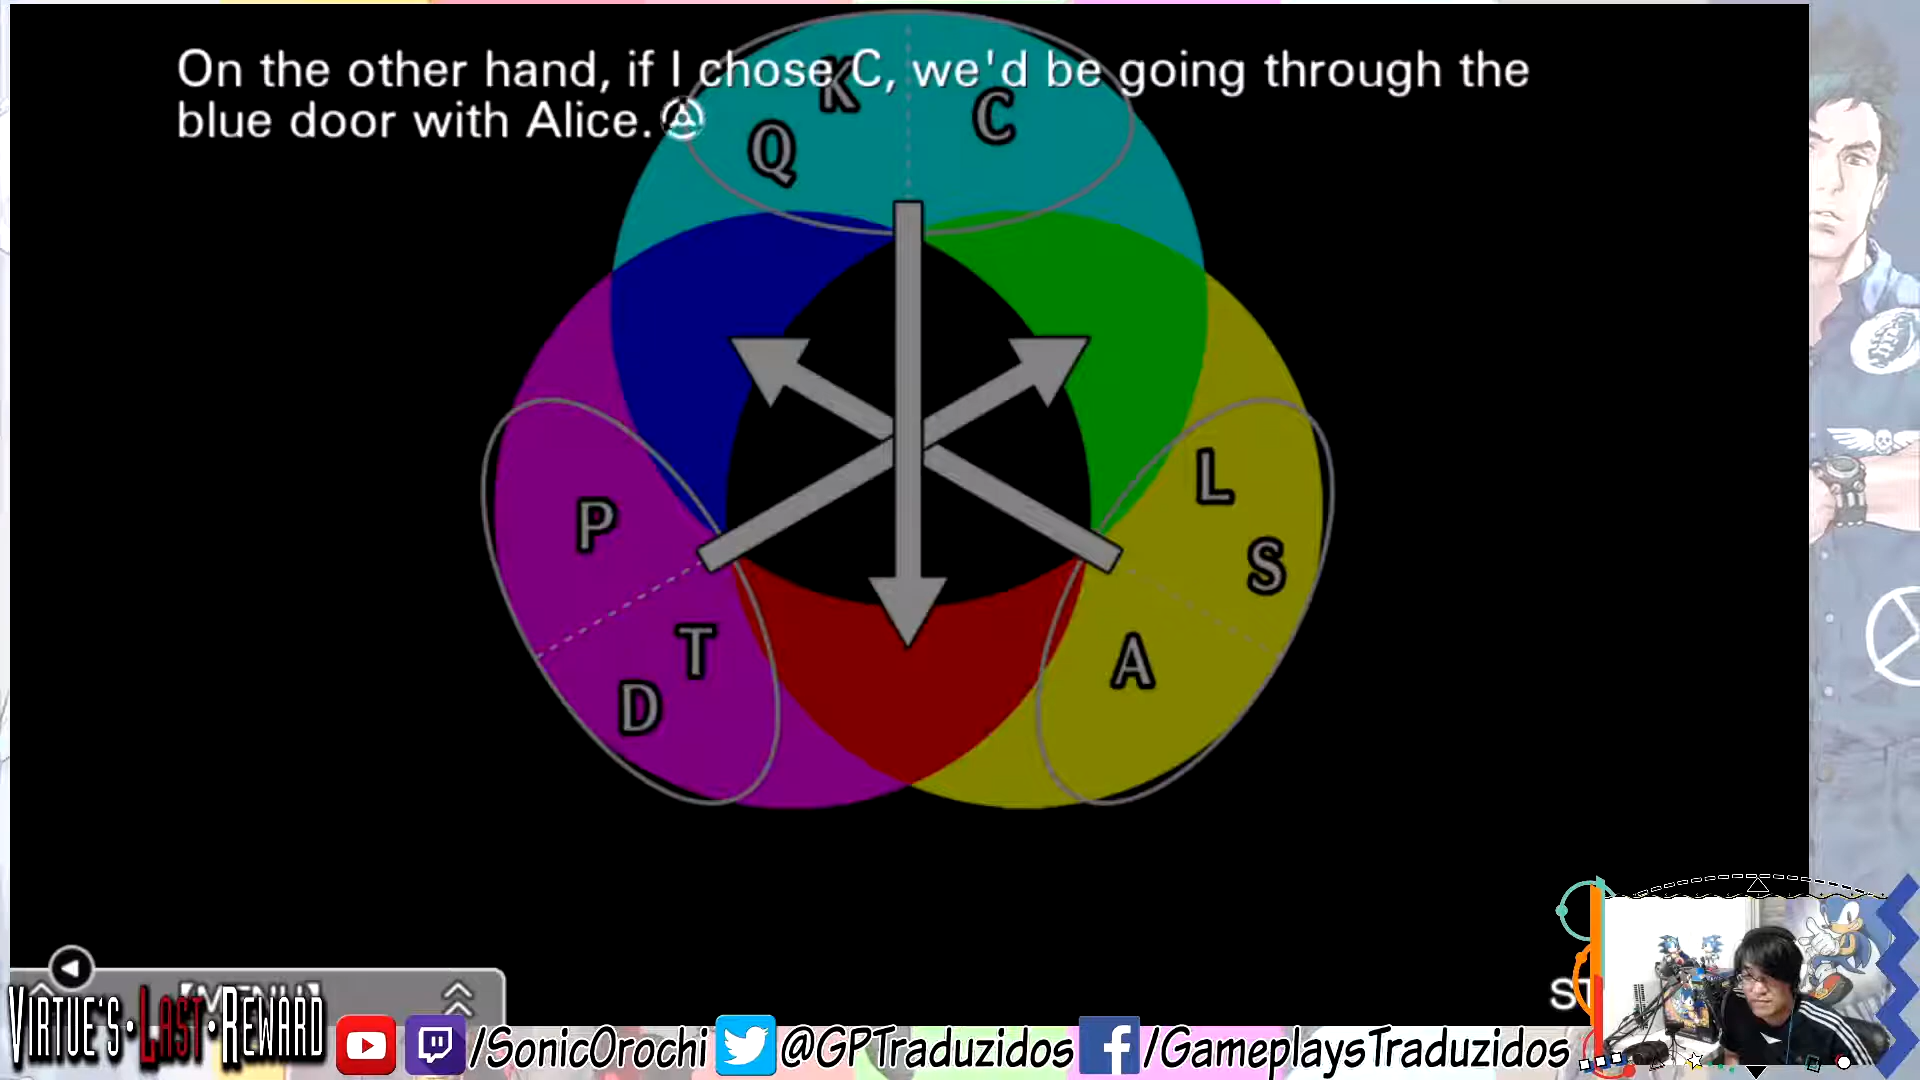 On the other hand, if I chose C, we'd be going through the
blue door with Alice.
K
C
Q
L
P
S
T
A
D
[MENU]
VIRTUE'S·LAST·REWARD
/SonicOrochi
@GPTraduzidos
/GameplaysTraduzidos